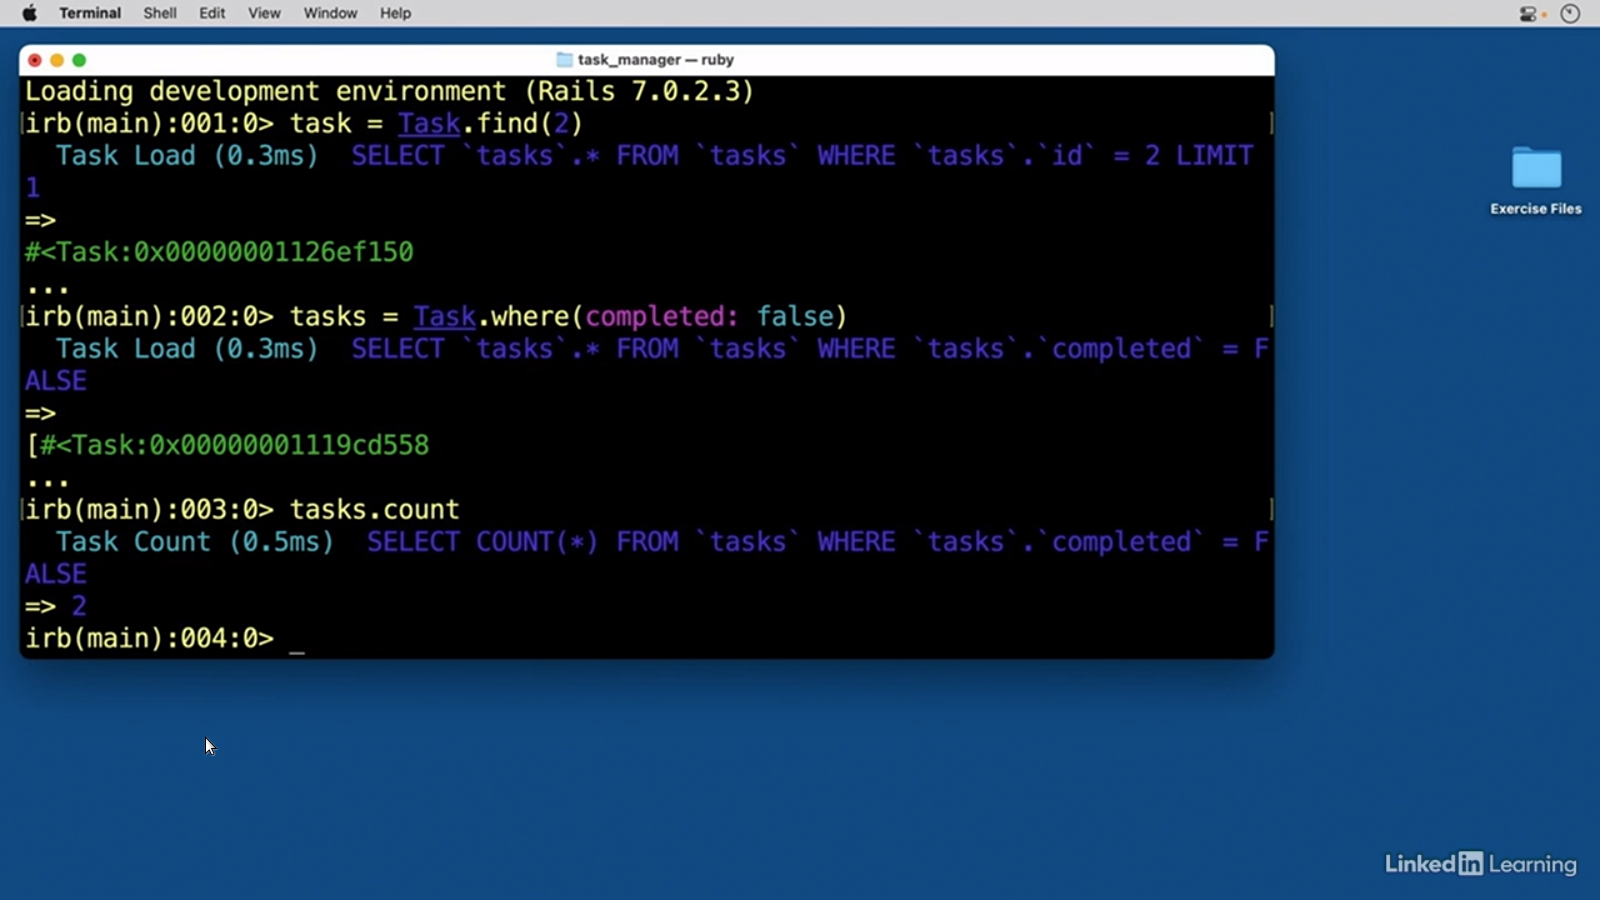 Terminal Shell Edit View Window Help
task_manager — ruby
Loading development environment (Rails 7.0.2.3)
irb(main):001:0> task = Task.find(2)
Task Load (0.3ms)  SELECT `tasks`.* FROM `tasks` WHERE `tasks`.`id` = 2 LIMIT
1
=>
#<Task:0x00000001126ef150
...
irb(main):002:0> tasks = Task.where(completed: false)
Task Load (0.3ms)  SELECT `tasks`.* FROM `tasks` WHERE `tasks`.`completed` = F
ALSE
=>
[#<Task:0x00000001119cd558
...
irb(main):003:0> tasks.count
Task Count (0.5ms)  SELECT COUNT(*) FROM `tasks` WHERE `tasks`.`completed` = F
ALSE
=> 2
irb(main):004:0> _
Exercise Files
LinkedIn Learning